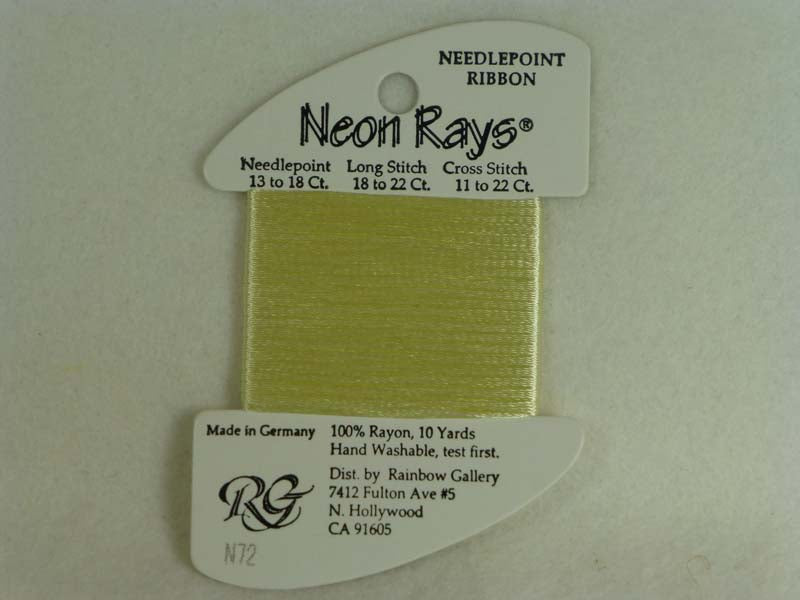 NEEDLEPOINT
RIBBON
Neon Rays®
Needlepoint Long Stitch Cross Stitch
13 to 18 Ct. 18 to 22 Ct. 11 to 22 Ct.
Made in Germany
100% Rayon, 10 Yards
Hand Washable, test first.
RG
Dist. by Rainbow Gallery
7412 Fulton Ave #5
N. Hollywood
CA 91605
N72